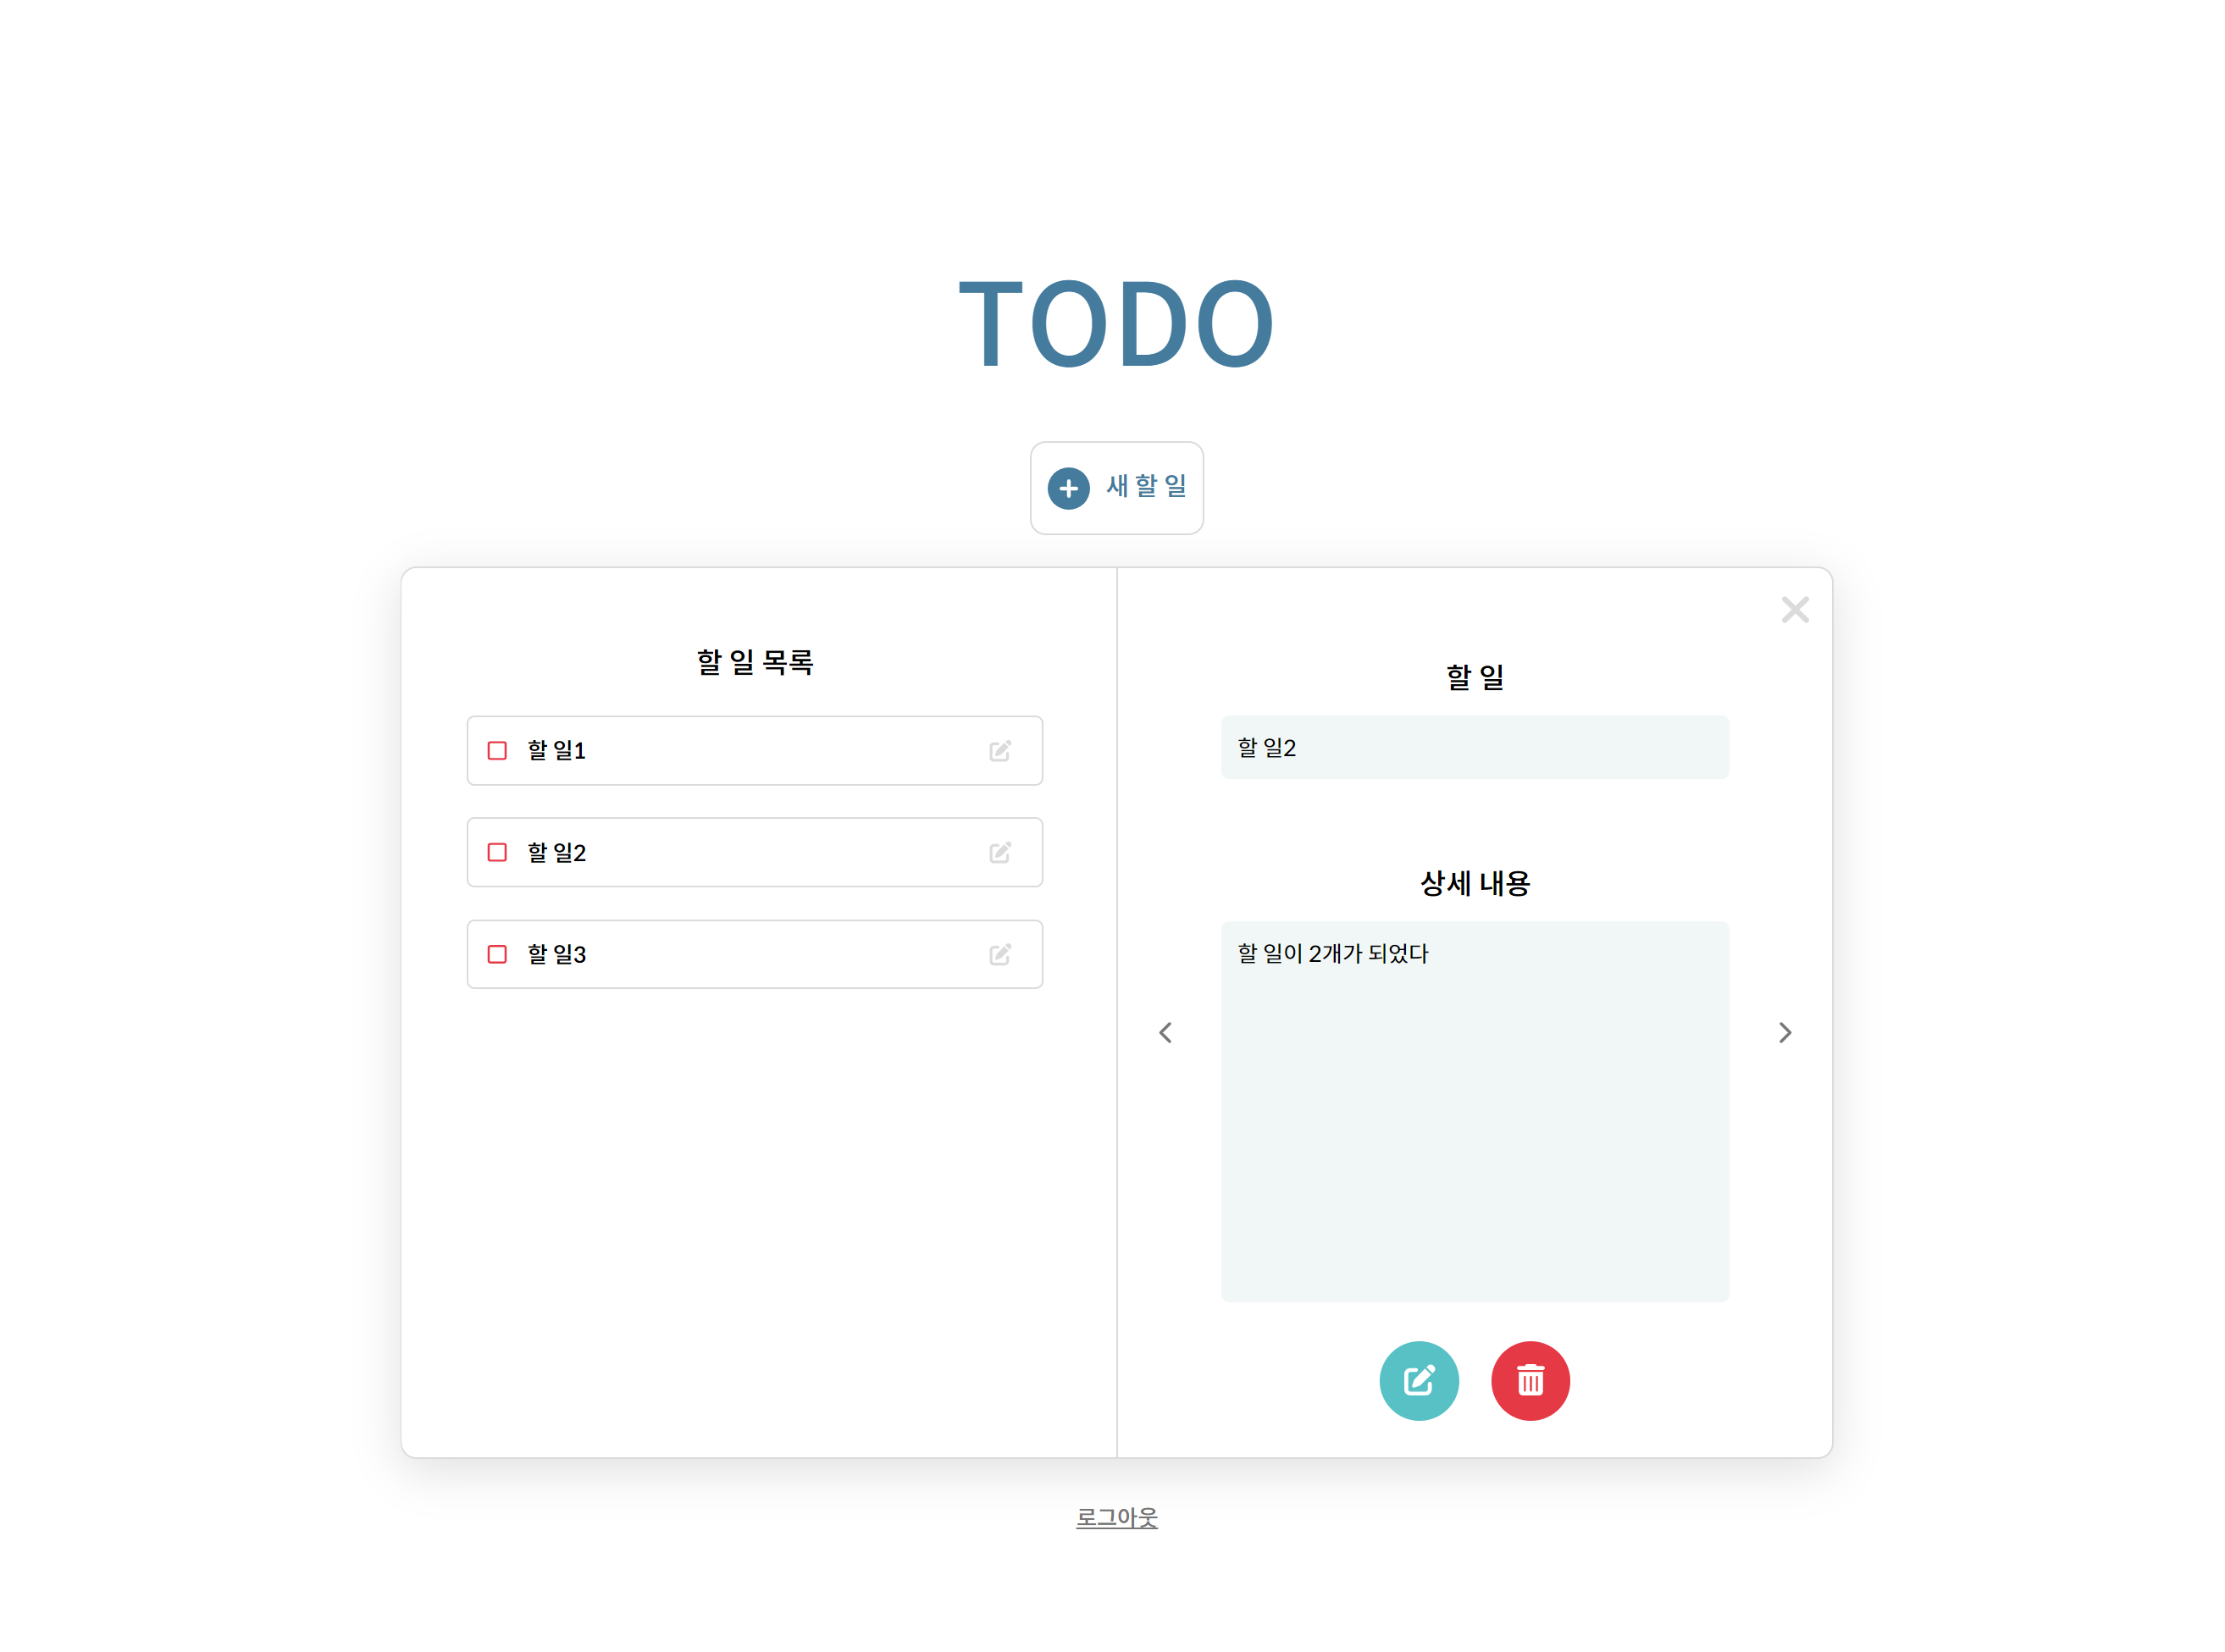 TODO
새 할 일
할 일 목록
할 일1
할 일2
할 일3
할 일
할 일2
상세 내용
할 일이 2개가 되었다
로그아웃